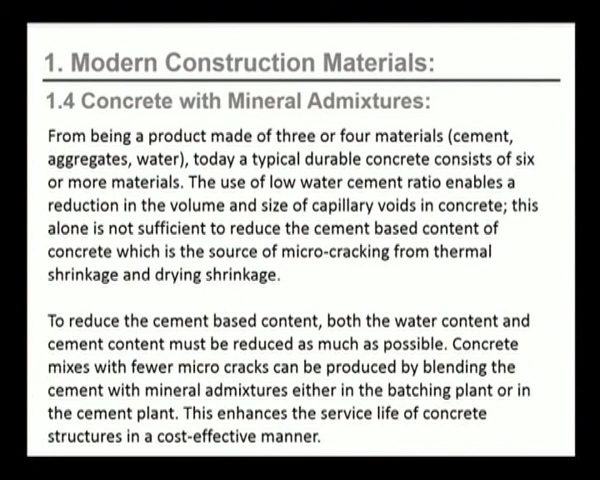 1. Modern Construction Materials:
1.4 Concrete with Mineral Admixtures:
From being a product made of three or four materials (cement,
aggregates, water), today a typical durable concrete consists of six
or more materials. The use of low water cement ratio enables a
reduction in the volume and size of capillary voids in concrete; this
alone is not sufficient to reduce the cement based content of
concrete which is the source of micro-cracking from thermal
shrinkage and drying shrinkage.
To reduce the cement based content, both the water content and
cement content must be reduced as much as possible. Concrete
mixes with fewer micro cracks can be produced by blending the
cement with mineral admixtures either in the batching plant or in
the cement plant. This enhances the service life of concrete
structures in a cost-effective manner.